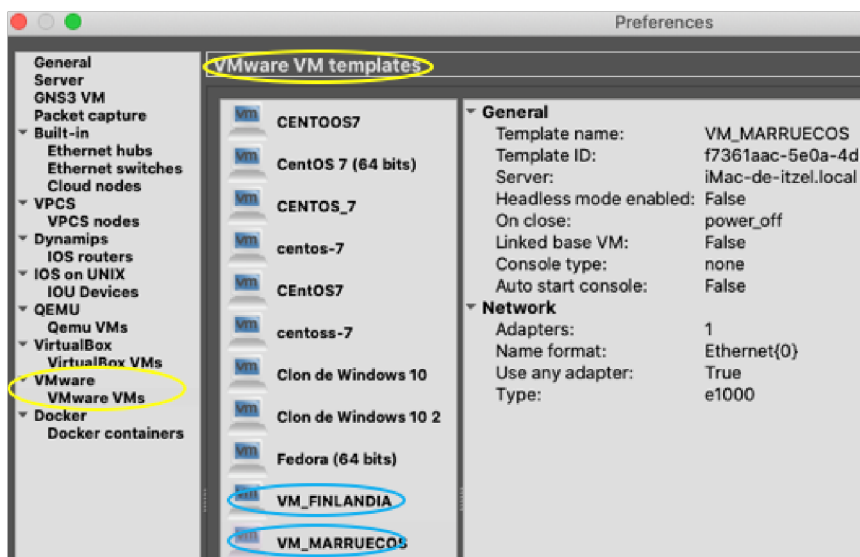 Preferences
General
Server
GNS3 VM
Packet capture
Built-in
Ethernet hubs
Ethernet switches
Cloud nodes
VPCS
VPCS nodes
Dynamips
IOS routers
IOS on UNIX
IOU Devices
QEMU
Qemu VMs
VirtualBox
VirtualBox VMs
VMware
VMware VMs
Docker
Docker containers
VMware VM templates
CENTOOS7
CentOS 7 (64 bits)
CENTOS_7
centos-7
CEntOS7
centoss-7
Clon de Windows 10
Clon de Windows 10 2
Fedora (64 bits)
VM_FINLANDIA
VM_MARRUECOS
General
Template name: VM_MARRUECOS
Template ID: f7361aac-5e0a-4d
Server: iMac-de-itzel.local
Headless mode enabled: False
On close: power_off
Linked base VM: False
Console type: none
Auto start console: False
Network
Adapters: 1
Name format: Ethernet{0}
Use any adapter: True
Type: e1000